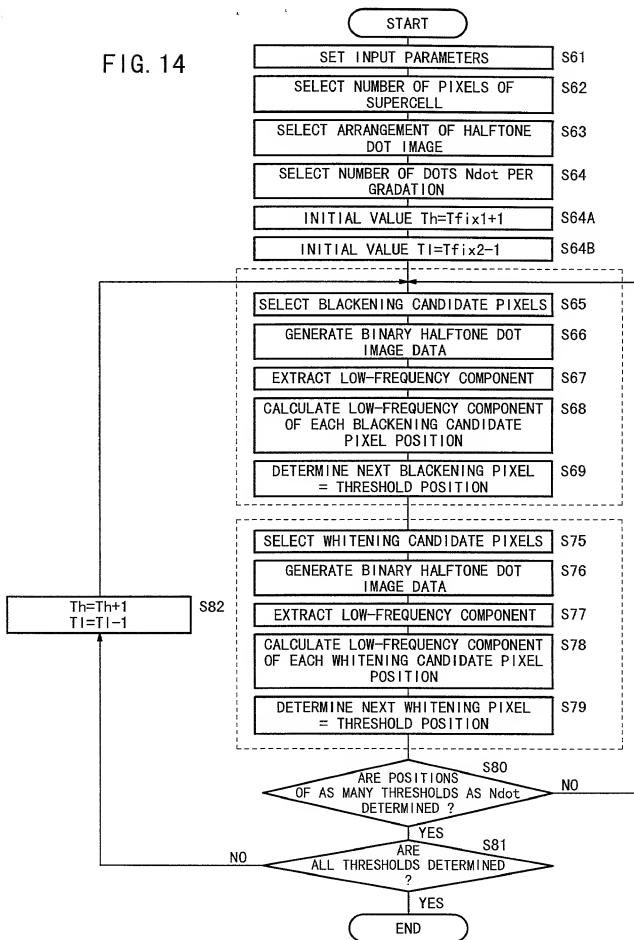 FIG. 14
START
SET INPUT PARAMETERS S61
SELECT NUMBER OF PIXELS OF S62
SUPERCELL
SELECT ARRANGEMENT OF HALFTONE S63
DOT IMAGE
SELECT NUMBER OF DOTS Ndot PER S64
GRADATION
INITIAL VALUE Th=Tfix1+1 S64A
INITIAL VALUE Tl=Tfix2-1 S64B
SELECT BLACKENING CANDIDATE PIXELS S65
GENERATE BINARY HALFTONE DOT S66
IMAGE DATA
EXTRACT LOW-FREQUENCY COMPONENT S67
CALCULATE LOW-FREQUENCY COMPONENT S68
OF EACH BLACKENING CANDIDATE
PIXEL POSITION
DETERMINE NEXT BLACKENING PIXEL S69
= THRESHOLD POSITION
SELECT WHITENING CANDIDATE PIXELS S75
GENERATE BINARY HALFTONE DOT S76
IMAGE DATA
EXTRACT LOW-FREQUENCY COMPONENT S77
CALCULATE LOW-FREQUENCY COMPONENT S78
OF EACH WHITENING CANDIDATE PIXEL
POSITION
DETERMINE NEXT WHITENING PIXEL S79
= THRESHOLD POSITION
Th=Th+1 S82
Tl=Tl-1
S80
ARE POSITIONS
OF AS MANY THRESHOLDS AS Ndot NO
DETERMINED ?
YES
S81
ARE
NO ALL THRESHOLDS DETERMINED
?
YES
END